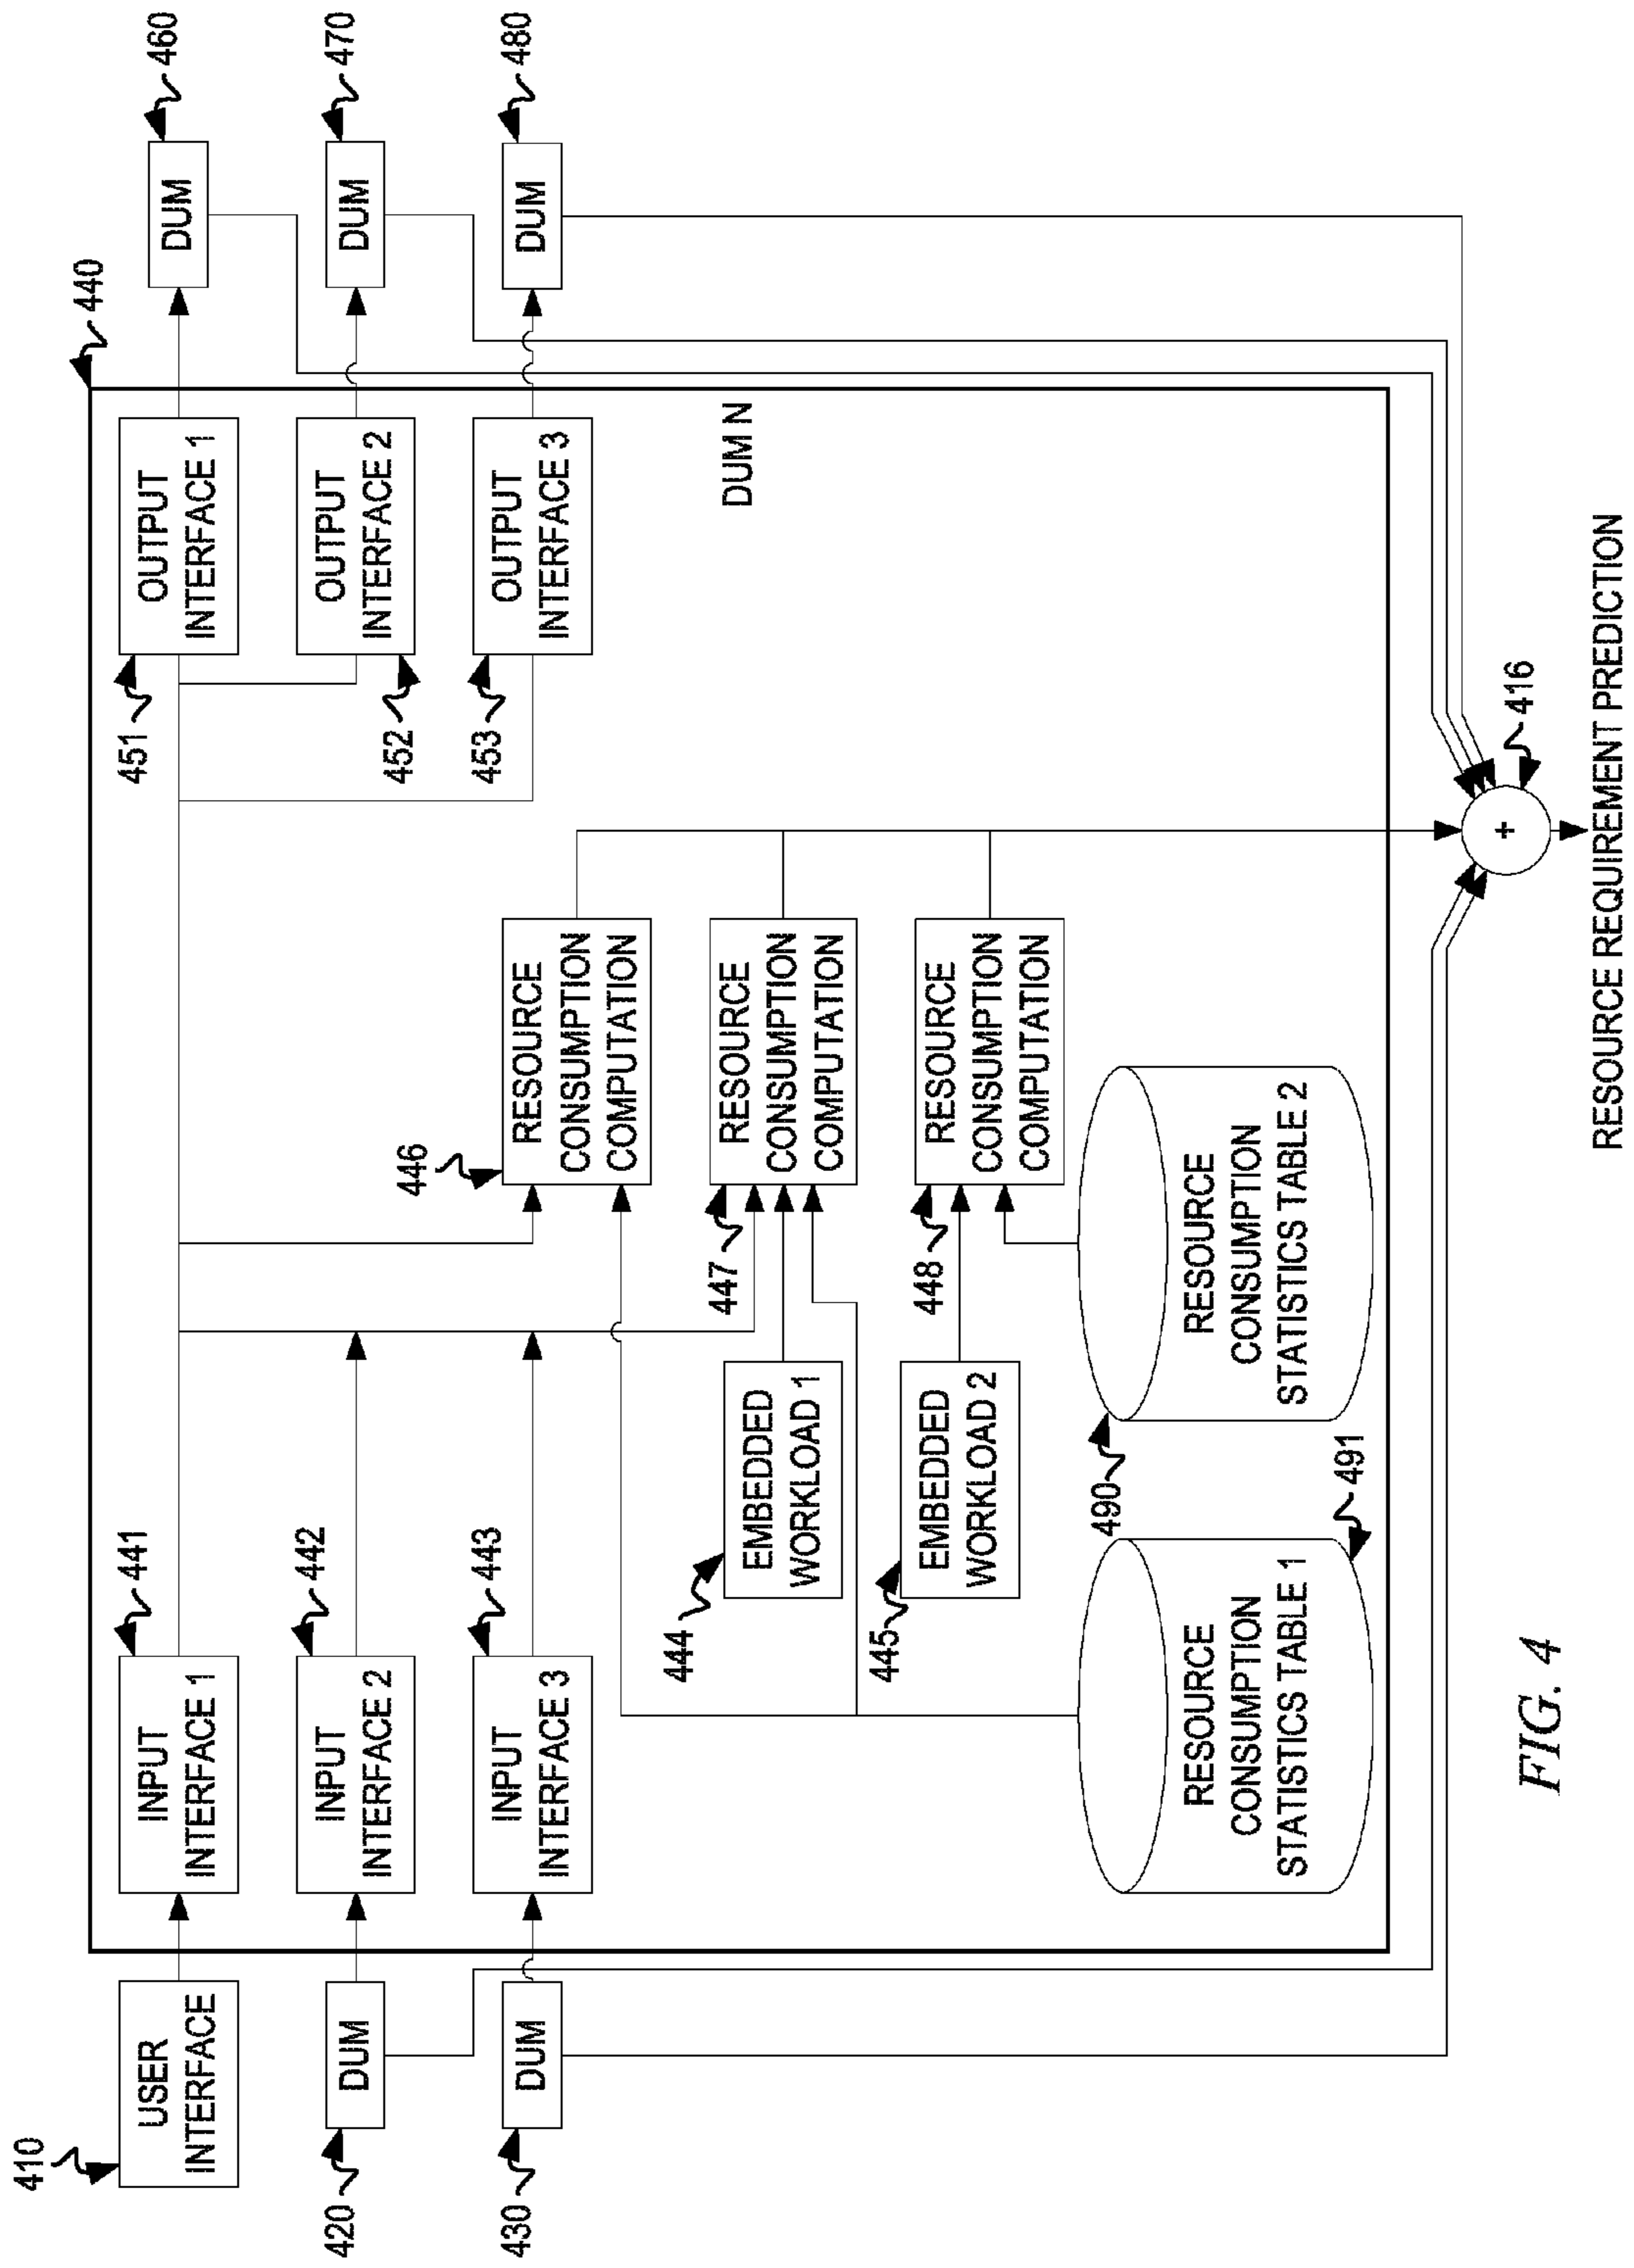 410
USER
INTERFACE
420
DUM
430
DUM
440
DUM N
441
INPUT
INTERFACE 1
442
INPUT
INTERFACE 2
443
INPUT
INTERFACE 3
444
EMBEDDED
WORKLOAD 1
445
EMBEDDED
WORKLOAD 2
446
RESOURCE
CONSUMPTION
COMPUTATION
447
RESOURCE
CONSUMPTION
COMPUTATION
448
RESOURCE
CONSUMPTION
COMPUTATION
491
RESOURCE
CONSUMPTION
STATISTICS TABLE 1
490
RESOURCE
CONSUMPTION
STATISTICS TABLE 2
451
OUTPUT
INTERFACE 1
452
OUTPUT
INTERFACE 2
453
OUTPUT
INTERFACE 3
460
DUM
470
DUM
480
DUM
+
416
RESOURCE REQUIREMENT PREDICTION
FIG. 4